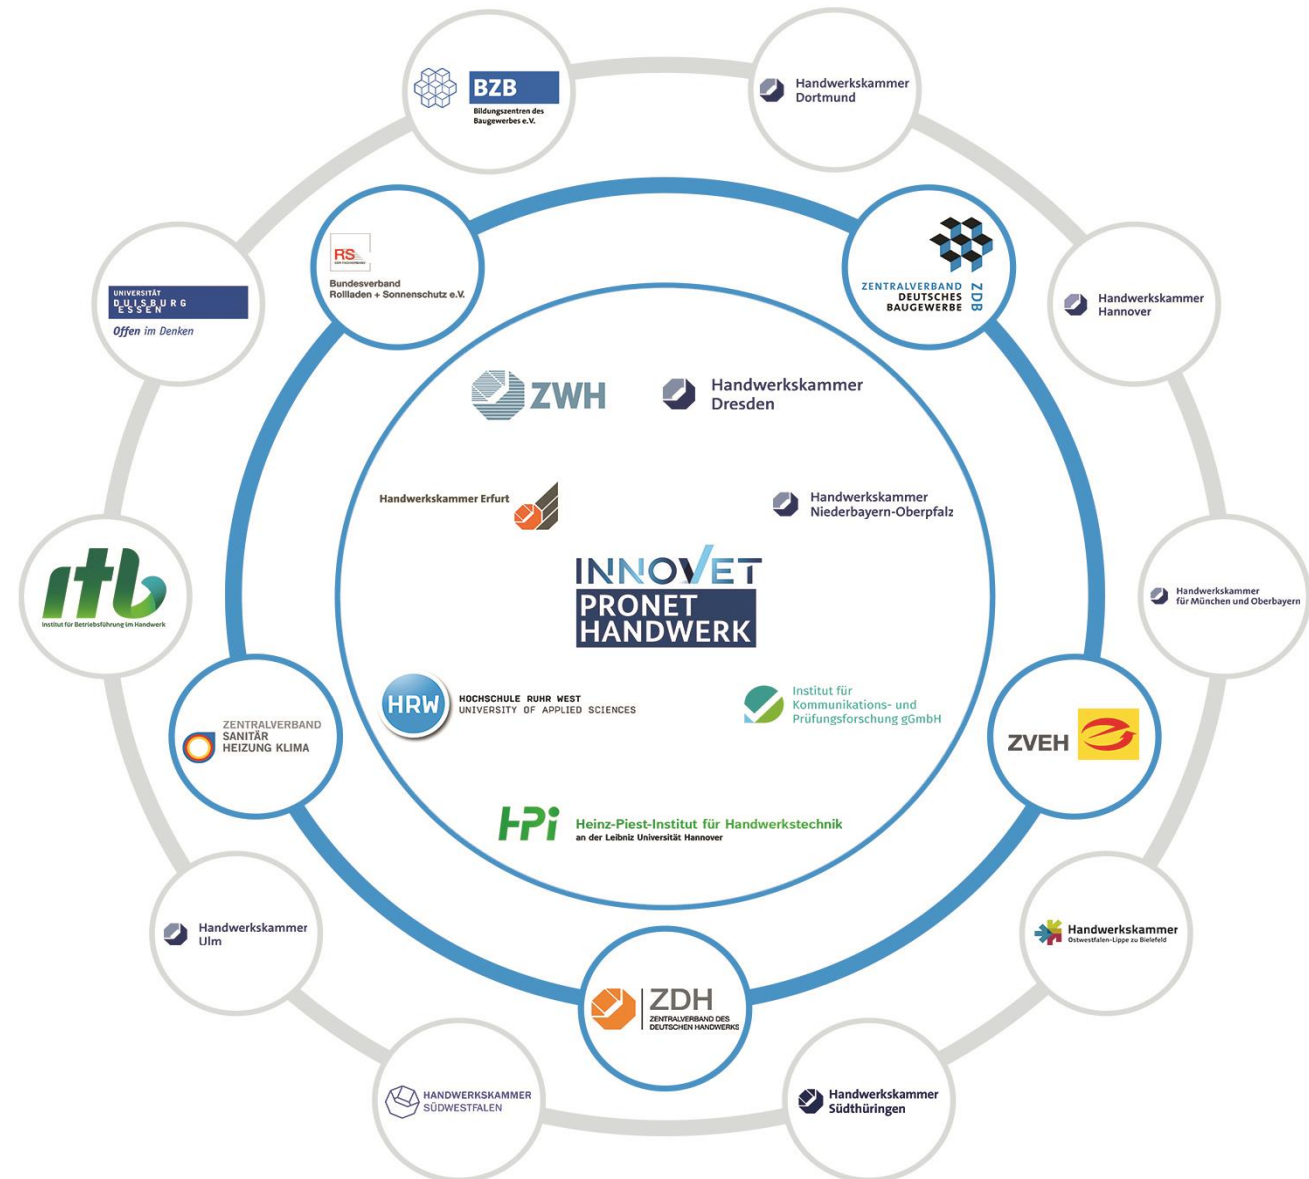 BZB
Bildungszentren des
Baugewerbes e.V.
Handwerkskammer
Dortmund
RS
Bundesverband
Rollladen + Sonnenschutz e.V.
ZENTRALVERBAND
DEUTSCHES
BAUGEWERBE
ZDB
UNIVERSITÄT
DUISBURG
ESSEN
Offen im Denken
Handwerkskammer
Hannover
ZWH
Handwerkskammer
Dresden
Handwerkskammer Erfurt
Handwerkskammer
Niederbayern-Oberpfalz
INNOVET
PRONET
HANDWERK
itb
Institut für Betriebsführung im Handwerk
Handwerkskammer
für München und Oberbayern
HRW
HOCHSCHULE RUHR WEST
UNIVERSITY OF APPLIED SCIENCES
Institut für
Kommunikations- und
Prüfungsforschung gGmbH
ZENTRALVERBAND
SANITÄR
HEIZUNG KLIMA
ZVEH
HPi
Heinz-Piest-Institut für Handwerkstechnik
an der Leibniz Universität Hannover
Handwerkskammer
Ulm
Handwerkskammer
Ostwestfalen-Lippe zu Bielefeld
ZDH
ZENTRALVERBAND DES
DEUTSCHEN HANDWERKS
HANDWERKSKAMMER
SÜDWESTFALEN
Handwerkskammer
Südthüringen